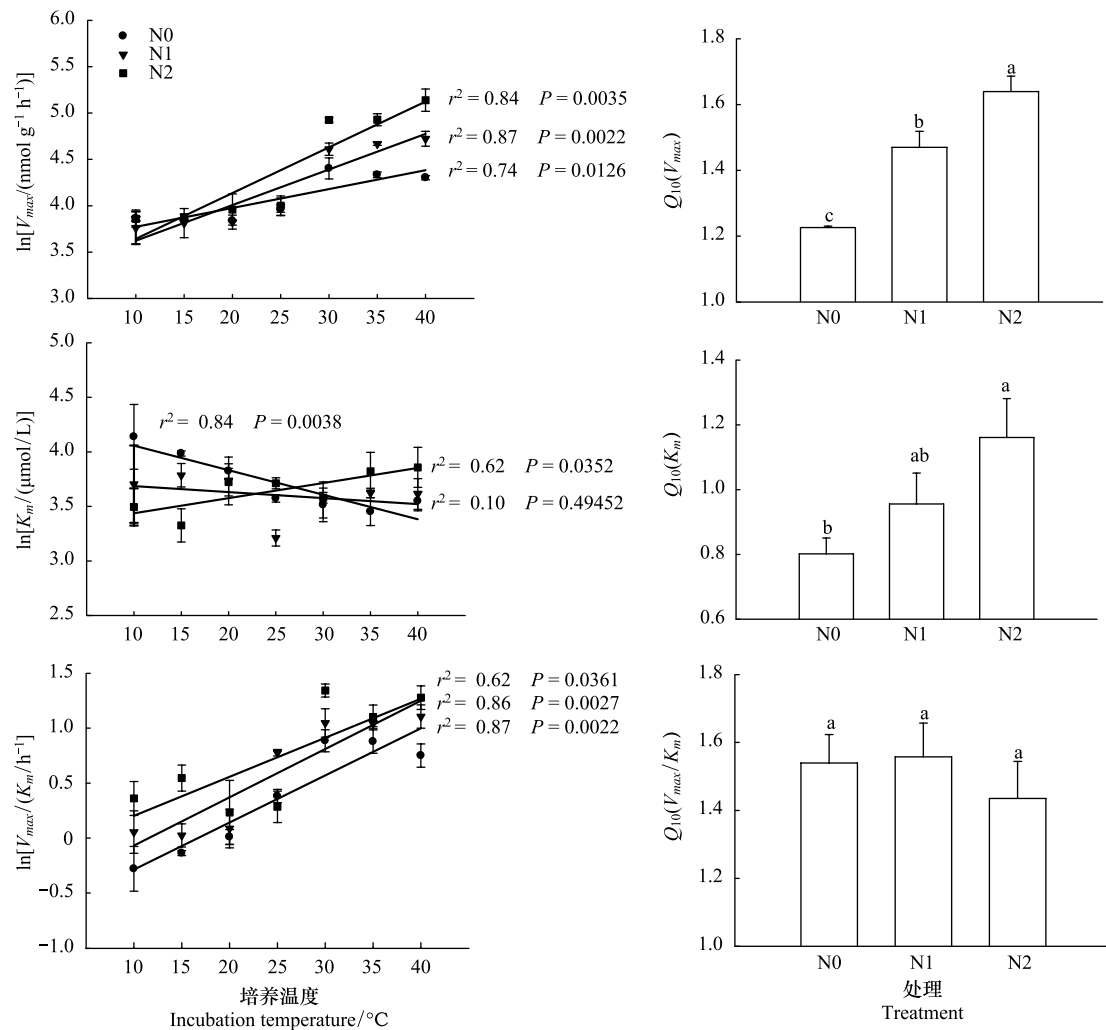 N0
N1
N2
6.0
5.5
5.0
4.5
4.0
3.5
3.0
ln[Vmax/(nmol g⁻¹ h⁻¹)]
r² = 0.84 P = 0.0035
r² = 0.87 P = 0.0022
r² = 0.74 P = 0.0126
10 15 20 25 30 35 40
1.8
1.6
1.4
1.2
1.0
Q10(Vmax)
c
b
a
N0 N1 N2
5.0
4.5
4.0
3.5
3.0
2.5
ln[Km/(μmol/L)]
r² = 0.84 P = 0.0038
r² = 0.62 P = 0.0352
r² = 0.10 P = 0.49452
10 15 20 25 30 35 40
1.4
1.2
1.0
0.8
0.6
Q10(Km)
b
ab
a
N0 N1 N2
1.5
1.0
0.5
0
−0.5
−1.0
ln[Vmax/(Km/h⁻¹)]
r² = 0.62 P = 0.0361
r² = 0.86 P = 0.0027
r² = 0.87 P = 0.0022
10 15 20 25 30 35 40
培养温度
Incubation temperature/°C
1.8
1.6
1.4
1.2
1.0
Q10(Vmax/Km)
a
a
a
N0 N1 N2
处理
Treatment